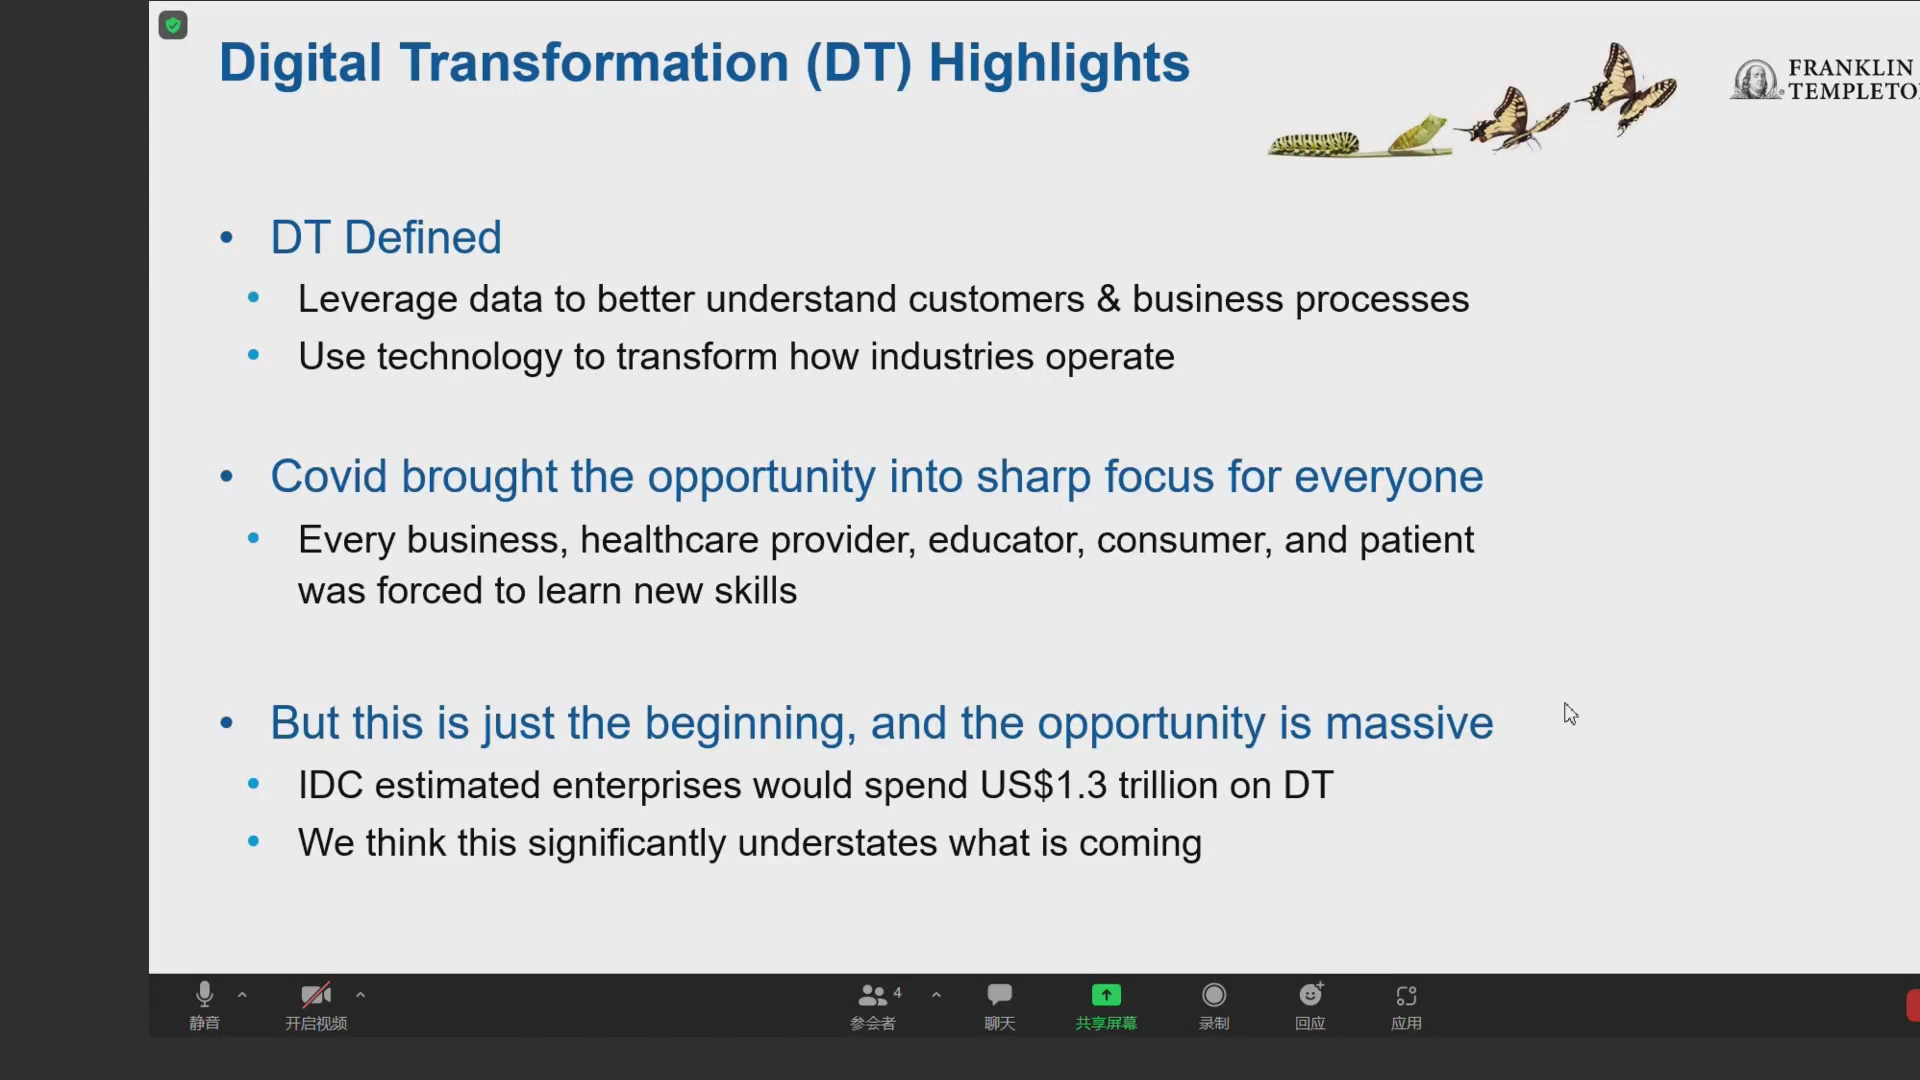 Digital Transformation (DT) Highlights
FRANKLIN
TEMPLETO
• DT Defined
• Leverage data to better understand customers & business processes
• Use technology to transform how industries operate
• Covid brought the opportunity into sharp focus for everyone
• Every business, healthcare provider, educator, consumer, and patient
was forced to learn new skills
• But this is just the beginning, and the opportunity is massive
• IDC estimated enterprises would spend US$1.3 trillion on DT
• We think this significantly understates what is coming
4
静音 开启视频 参会者 聊天 共享屏幕 录制 回应 应用